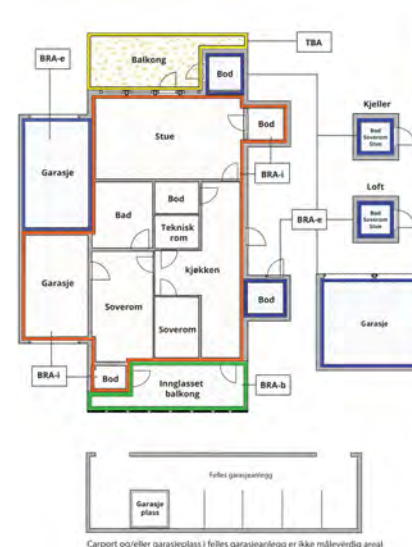 TBA
BRA-e
Balkong
Bod
Kjeller
Stue
Bod
Bod
Soverom
Stue
BRA-i
Garasje
Loft
Bod
Bad
Teknisk
rom
BRA-e
Bod
Soverom
Stue
kjøkken
Garasje
Soverom
Bod
Garasje
Soverom
BRA-i
Bod
Innglasset
balkong
BRA-b
Felles garasjeanlegg
Garasje
plass
Carport og/eller garasjeplass i felles garasjeanlegg er ikke måleverdig areal